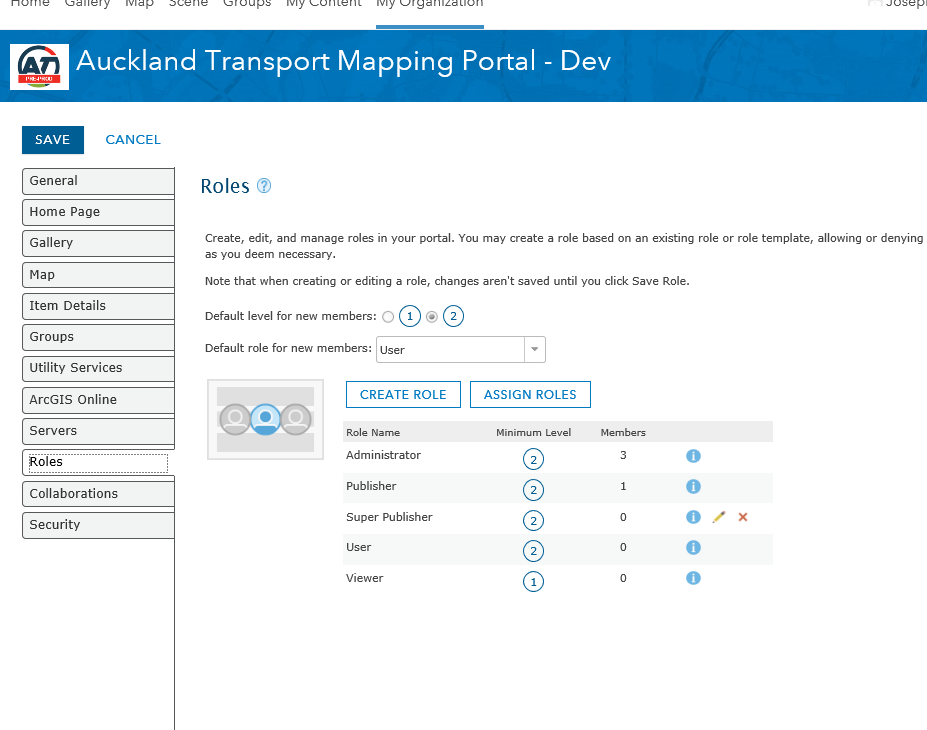 Home Gallery Map Scene Groups My Content My Organization Joseph
AT
PRE-PROD
Auckland Transport Mapping Portal - Dev
SAVE CANCEL
General
Home Page
Gallery
Map
Item Details
Groups
Utility Services
ArcGIS Online
Servers
Roles
Collaborations
Security
Roles ?
Create, edit, and manage roles in your portal. You may create a role based on an existing role or role template, allowing or denying
as you deem necessary.
Note that when creating or editing a role, changes aren't saved until you click Save Role.
Default level for new members: 1 2
Default role for new members: User
CREATE ROLE ASSIGN ROLES
Role Name Minimum Level Members
Administrator 2 3 i
Publisher 2 1 i
Super Publisher 2 0 i
User 2 0 i
Viewer 1 0 i